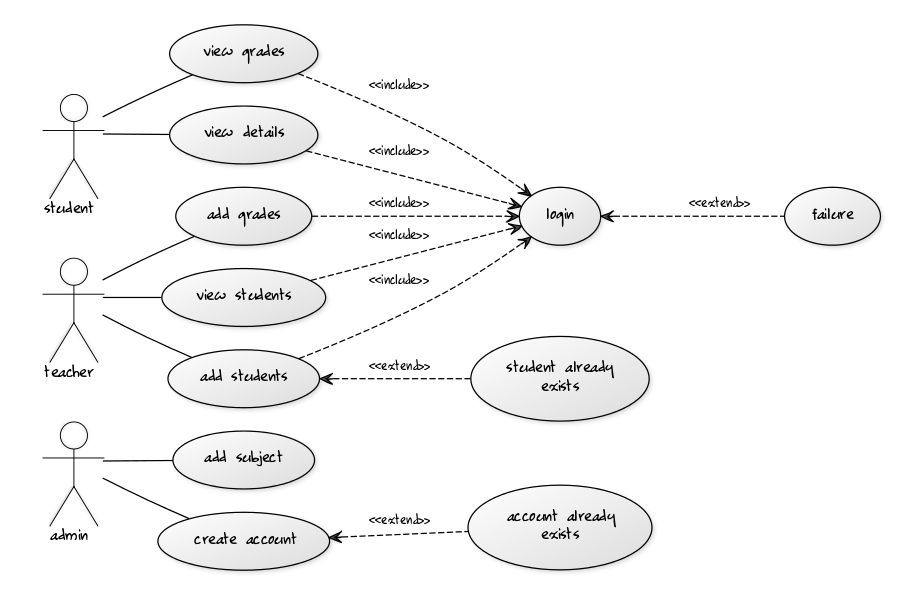 view grades
<<include>>
view details
<<include>>
student
add grades
<<include>>
login
<<extend>>
failure
<<include>>
view students
<<include>>
teacher
add students
<<extend>>
student already
exists
add subject
admin
create account
<<extend>>
account already
exists